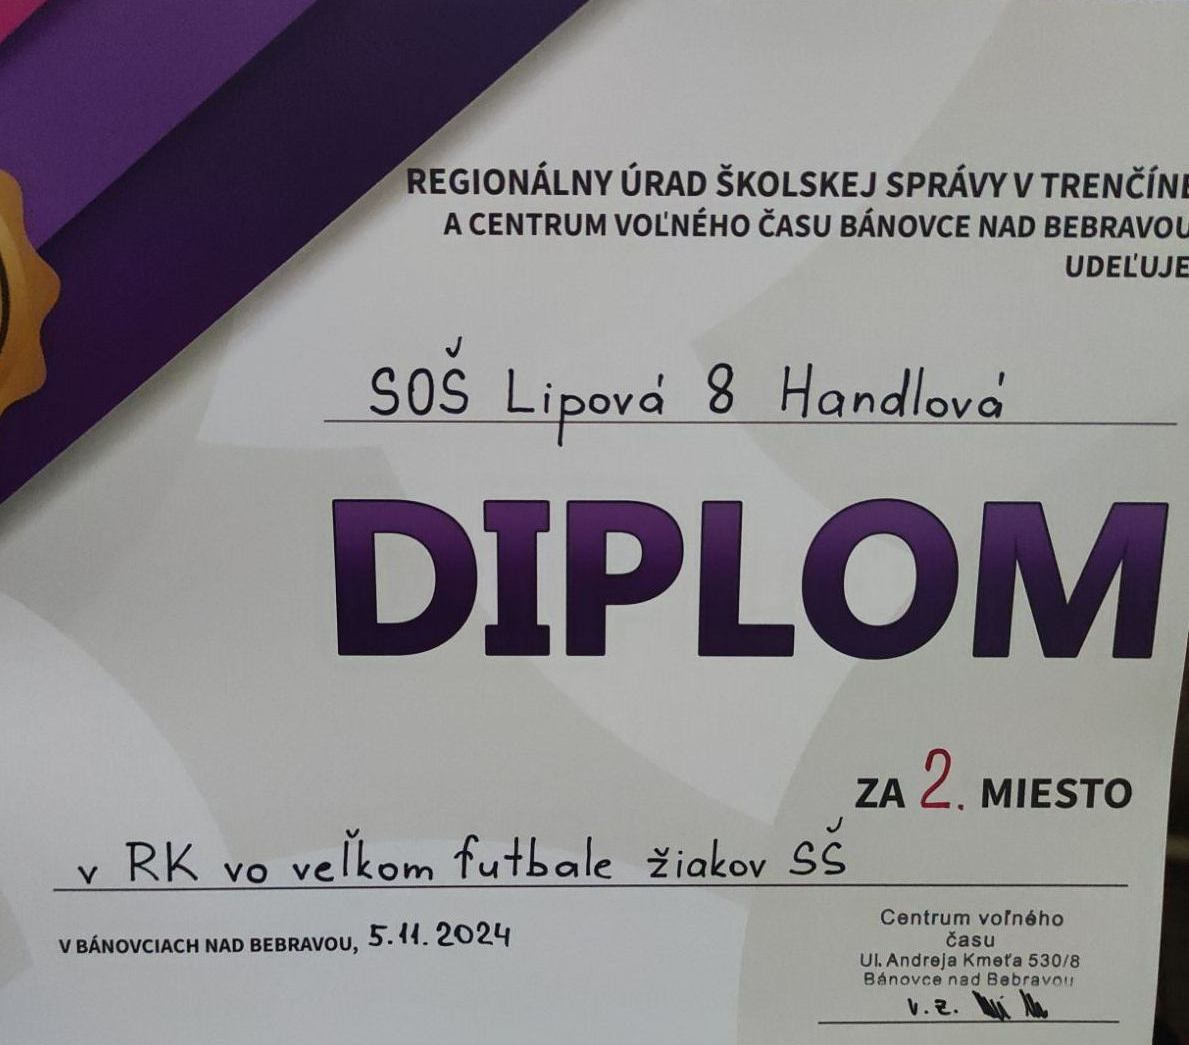 REGIONÁLNY ÚRAD ŠKOLSKEJ SPRÁVY V TRENČÍNE
A CENTRUM VOĽNÉHO ČASU BÁNOVCE NAD BEBRAVOU
UDEĽUJE
SOŠ Lipová 8 Handlová
DIPLOM
ZA 2. MIESTO
v RK vo veľkom futbale žiakov SŠ
V BÁNOVCIACH NAD BEBRAVOU, 5.11.2024
Centrum voľného
času
Ul. Andreja Kmeťa 530/8
Bánovce nad Bebravou
v.z.